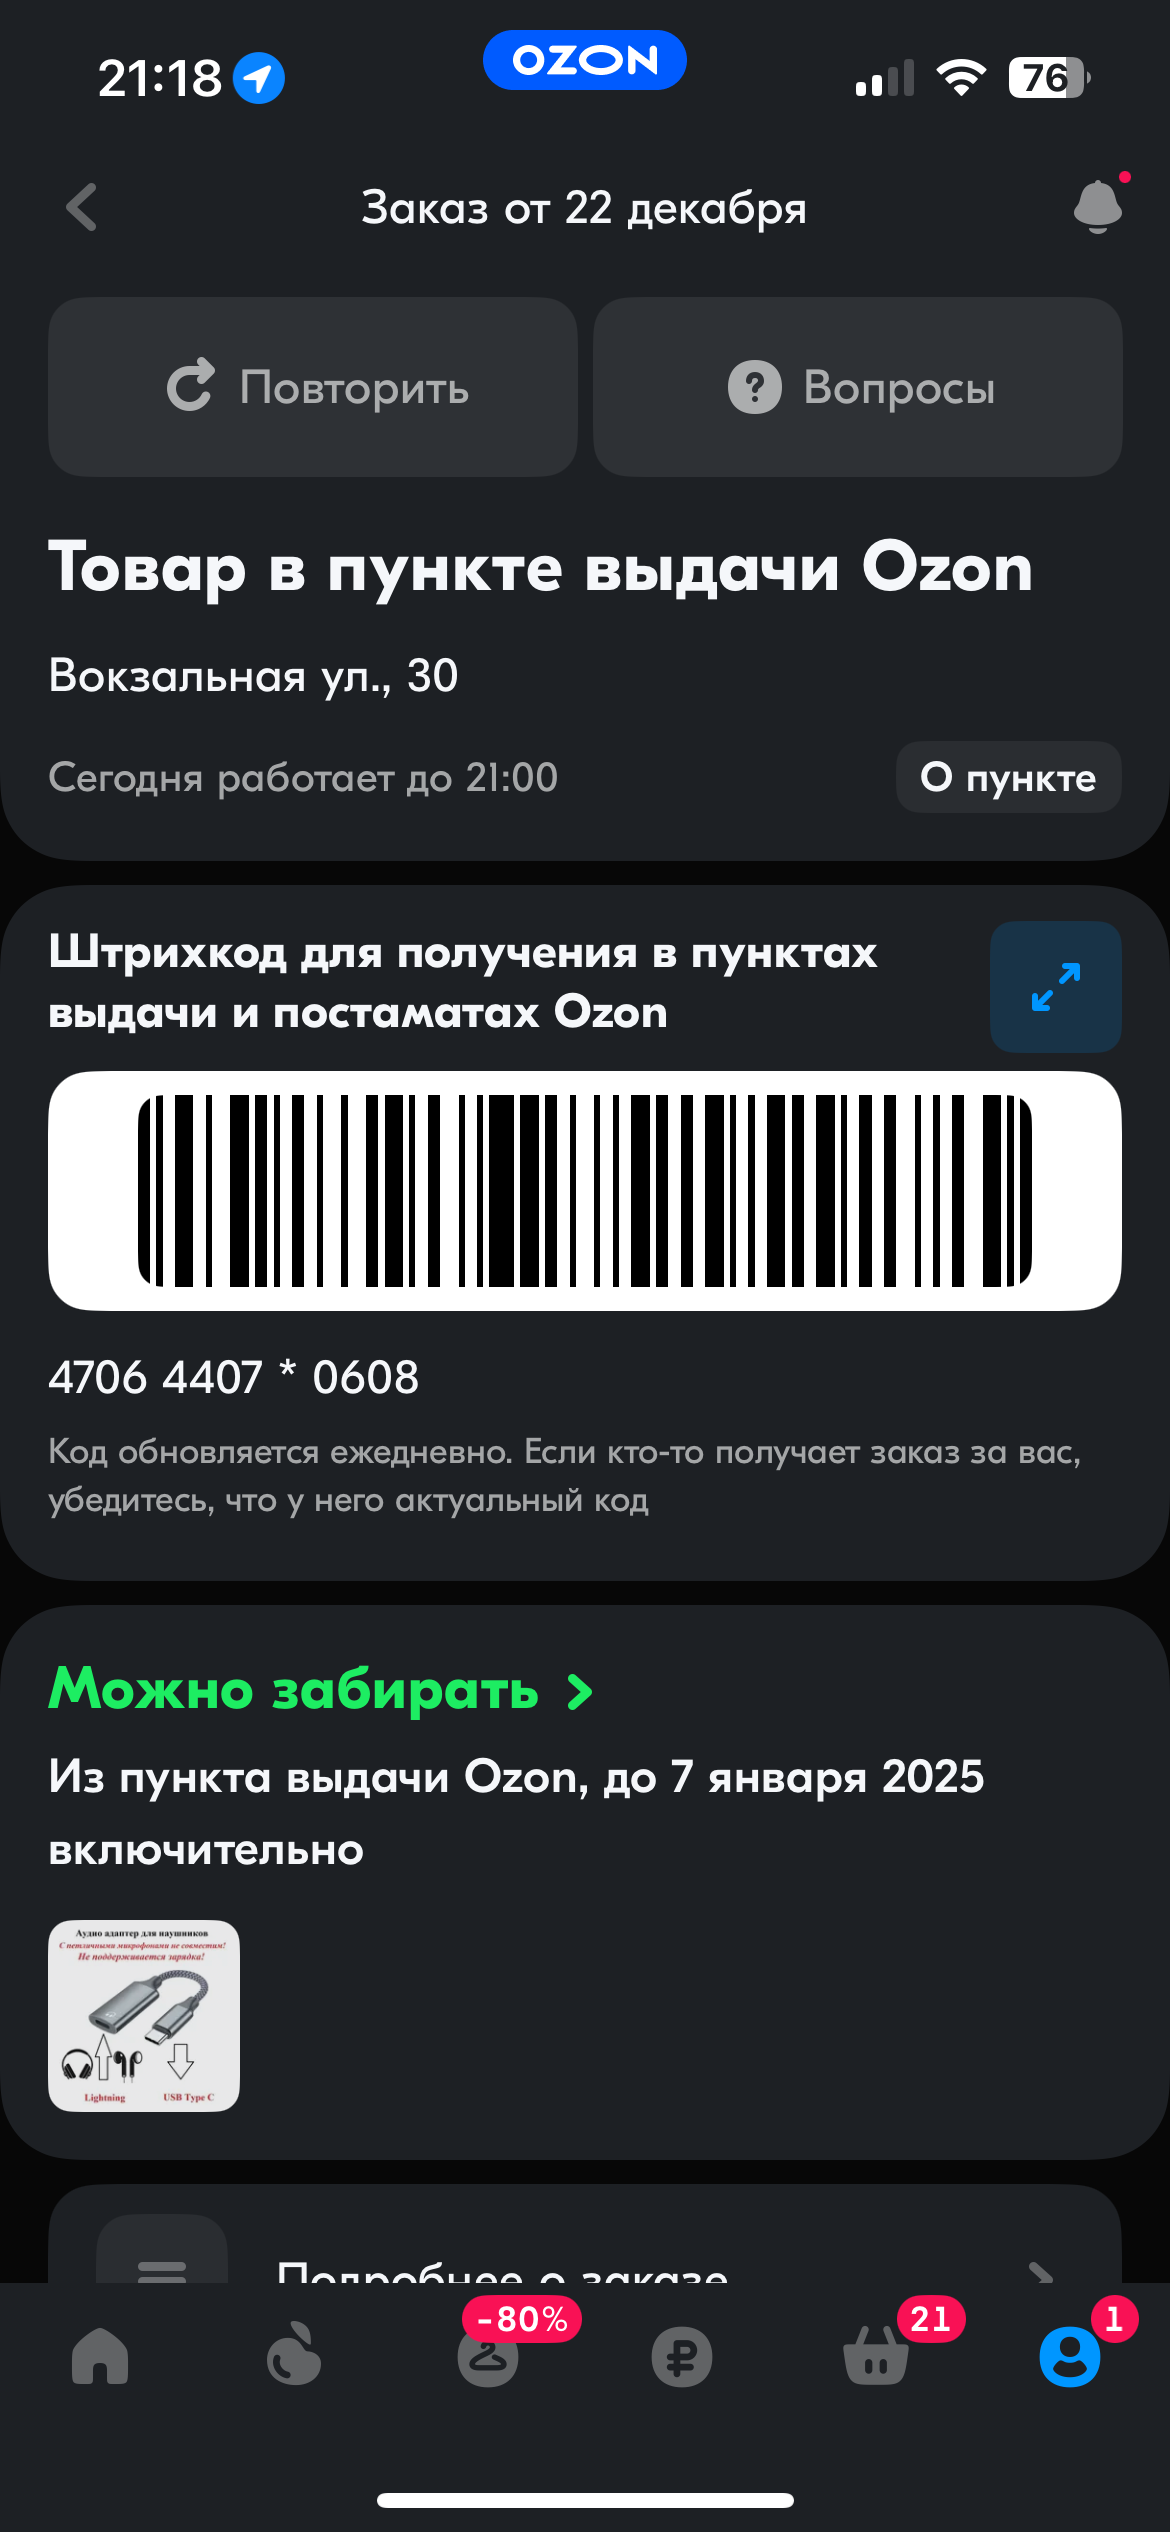 21:18
OZON
76
Заказ от 22 декабря
Повторить
Вопросы
Товар в пункте выдачи Ozon
Вокзальная ул., 30
Сегодня работает до 21:00
О пункте
Штрихкод для получения в пунктах
выдачи и постаматах Ozon
4706 4407 * 0608
Код обновляется ежедневно. Если кто-то получает заказ за вас,
убедитесь, что у него актуальный код
Можно забирать
Из пункта выдачи Ozon, до 7 января 2025
включительно
Аудио адаптер для наушников
С петличными микрофонами не совместим!
Не поддерживается зарядка!
Lightning
USB Type C
Подробнее о заказе
-80%
21
1